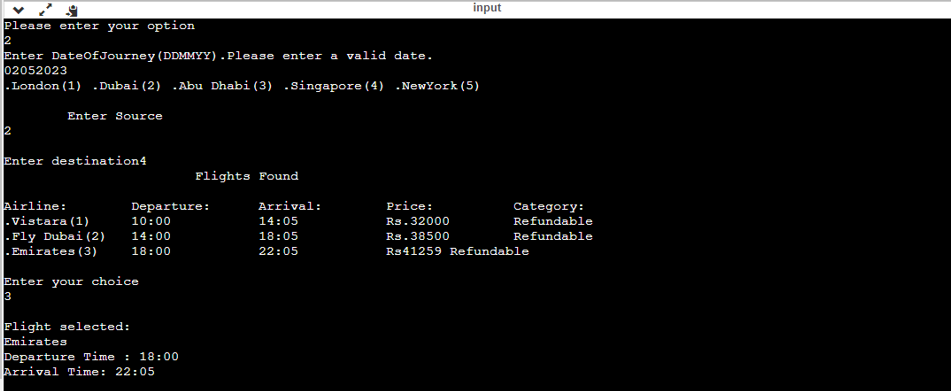 input
Please enter your option
2
Enter DateOfJourney(DDMMYY).Please enter a valid date.
02052023
.London(1) .Dubai(2) .Abu Dhabi(3) .Singapore(4) .NewYork(5)
Enter Source
2
Enter destination4
Flights Found
Airline: Departure: Arrival: Price: Category:
.Vistara(1) 10:00 14:05 Rs.32000 Refundable
.Fly Dubai(2) 14:00 18:05 Rs.38500 Refundable
.Emirates(3) 18:00 22:05 Rs41259 Refundable
Enter your choice
3
Flight selected:
Emirates
Departure Time : 18:00
Arrival Time: 22:05